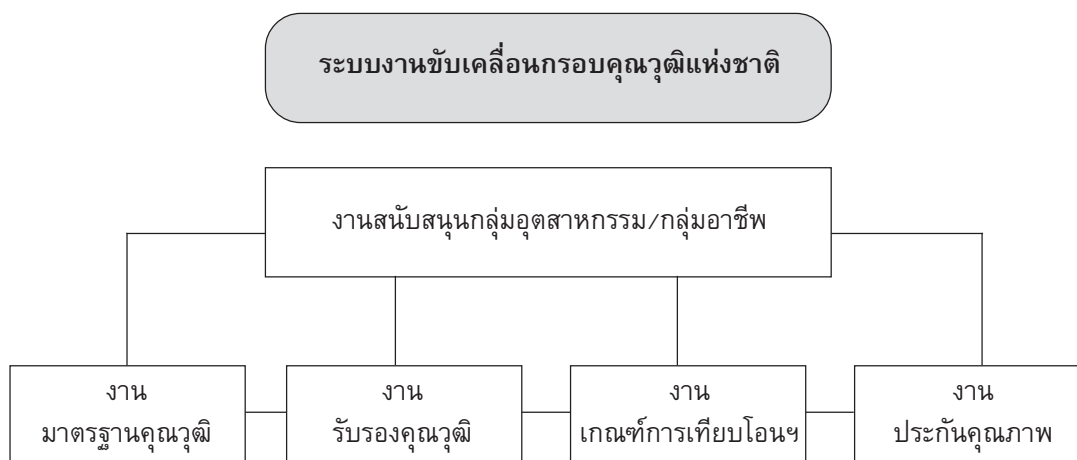 ระบบงานขับเคลื่อนกรอบคุณวุฒิแห่งชาติ
งานสนับสนุนกลุ่มอุตสาหกรรม/กลุ่มอาชีพ
งาน
มาตรฐานคุณวุฒิ
งาน
รับรองคุณวุฒิ
งาน
เกณฑ์การเทียบโอนฯ
งาน
ประกันคุณภาพ